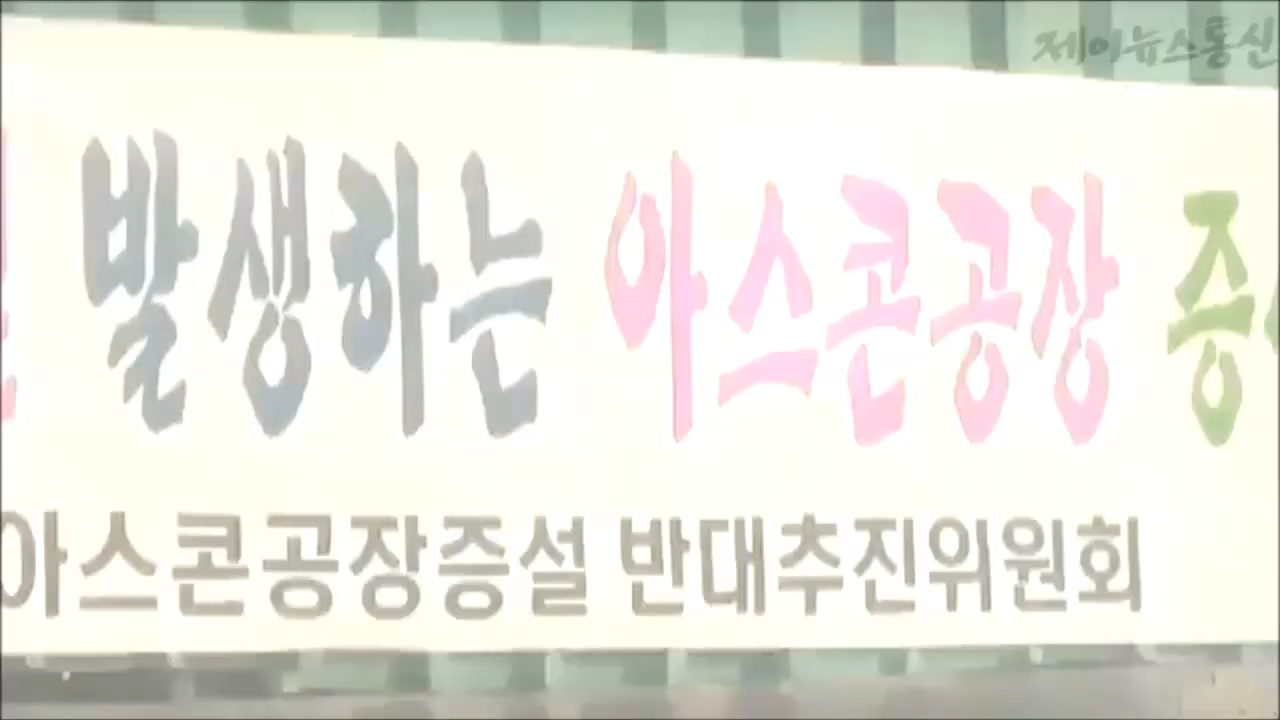 제이뉴스통신
발생하는 아스콘공장 증
아스콘공장증설 반대추진위원회